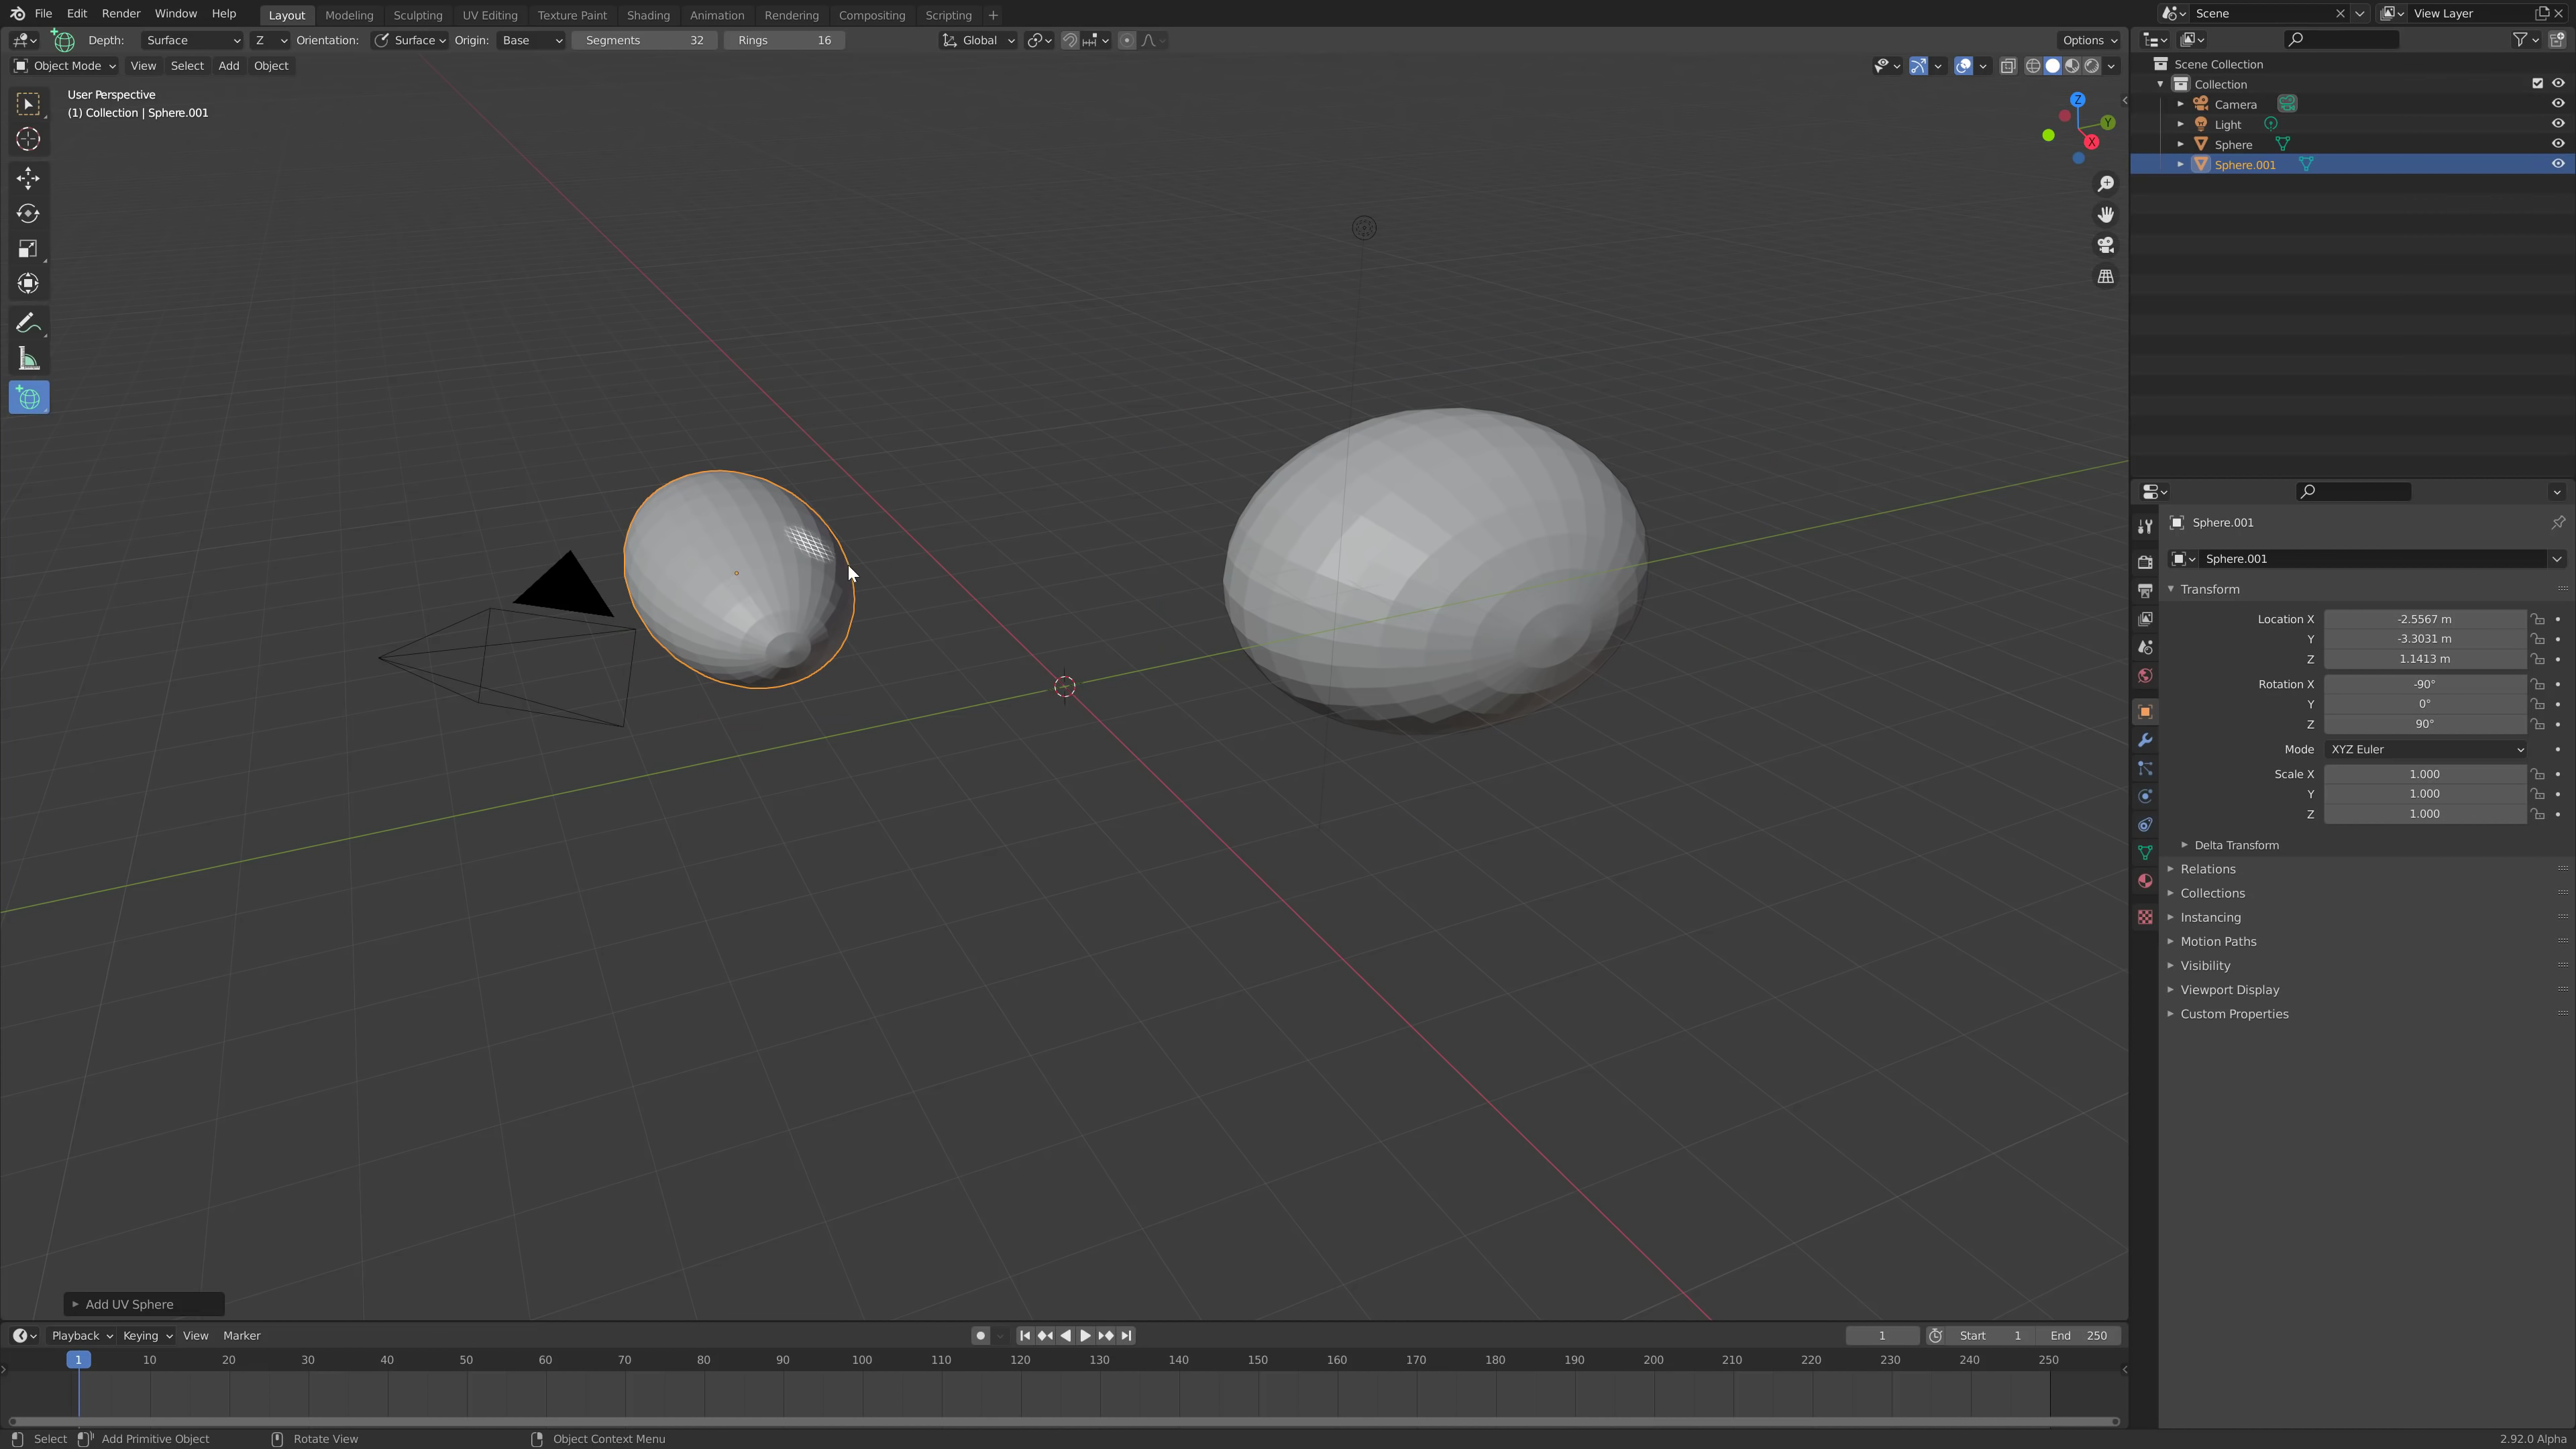 File Edit Render Window Help Layout Modeling Sculpting UV Editing Texture Paint Shading Animation Rendering Compositing Scripting + Scene View Layer
Depth: Surface Z Orientation: Surface Origin: Base Segments 32 Rings 16 Global Options
Object Mode View Select Add Object
User Perspective
(1) Collection | Sphere.001
Z
Y
X
Scene Collection
Collection
Camera
Light
Sphere
Sphere.001
Sphere.001
Sphere.001
Transform
Location X -2.5567 m
Y -3.3031 m
Z 1.1413 m
Rotation X -90°
Y 0°
Z 90°
Mode XYZ Euler
Scale X 1.000
Y 1.000
Z 1.000
Delta Transform
Relations
Collections
Instancing
Motion Paths
Visibility
Viewport Display
Custom Properties
Add UV Sphere
Playback Keying View Marker 1 Start 1 End 250
1 10 20 30 40 50 60 70 80 90 100 110 120 130 140 150 160 170 180 190 200 210 220 230 240 250
Select Add Primitive Object Rotate View Object Context Menu 2.92.0 Alpha